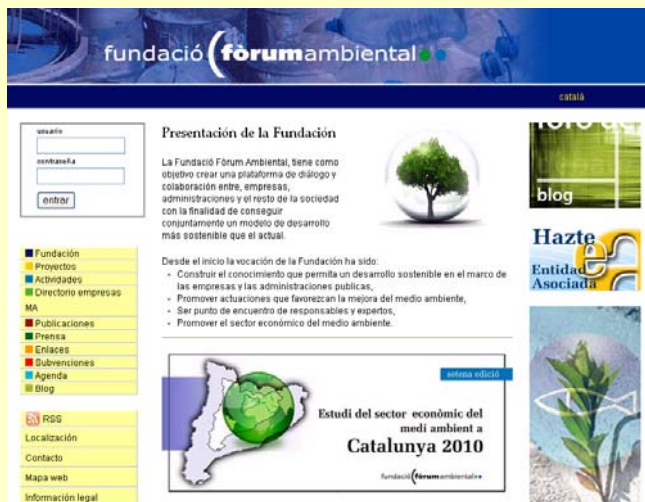 fundació(fòrumambiental
català
usuario
contraseña
entrar
Fundación
Proyectos
Actividades
Directorio empresas
MA
Publicaciones
Prensa
Enlaces
Subvenciones
Agenda
Blog
RSS
Localización
Contacto
Mapa web
Información legal
Presentación de la Fundación
La Fundació Fòrum Ambiental, tiene como
objetivo crear una plataforma de diálogo y
colaboración entre, empresas,
administraciones y el resto de la sociedad
con la finalidad de conseguir
conjuntamente un modelo de desarrollo
más sostenible que el actual.
Desde el inicio la vocación de la Fundación ha sido:
Construir el conocimiento que permita un desarrollo sostenible en el marco de
las empresas y las administraciones publicas,
Promover actuaciones que favorezcan la mejora del medio ambiente,
Ser punto de encuentro de responsables y expertos,
Promover el sector económico del medio ambiente.
setena edició
Estudi del sector econòmic del
medi ambient a
Catalunya 2010
fundació(fòrumambiental
foro de
blog
Hazte
Entidad
Asociada